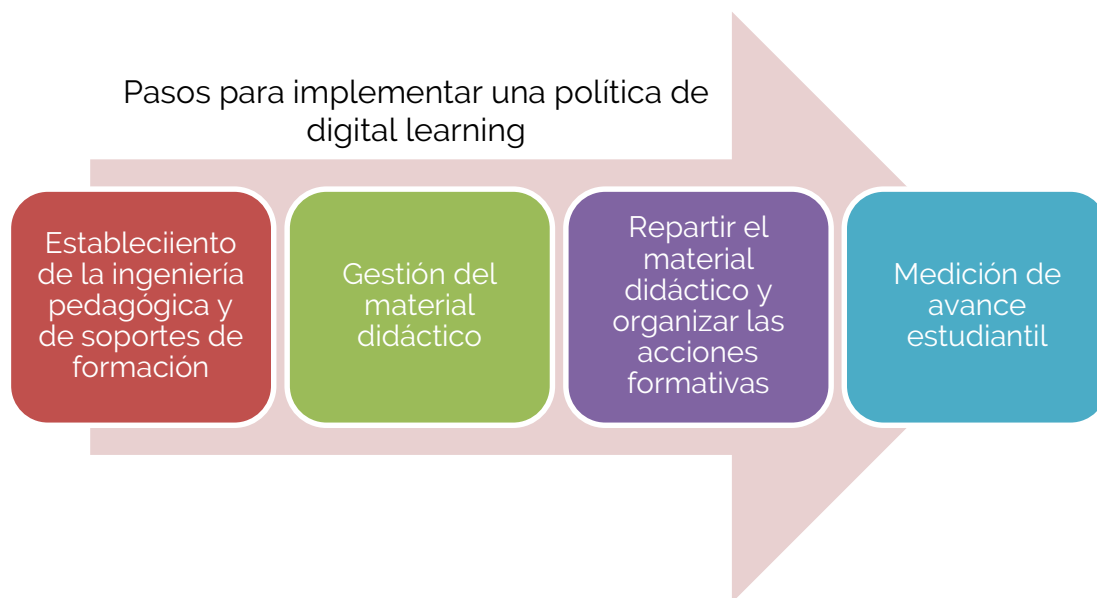 Pasos para implementar una política de
digital learning
Estableciiento
de la ingeniería
pedagógica y
de soportes de
formación
Gestión del
material
didáctico
Repartir el
material
didáctico y
organizar las
acciones
formativas
Medición de
avance
estudiantil